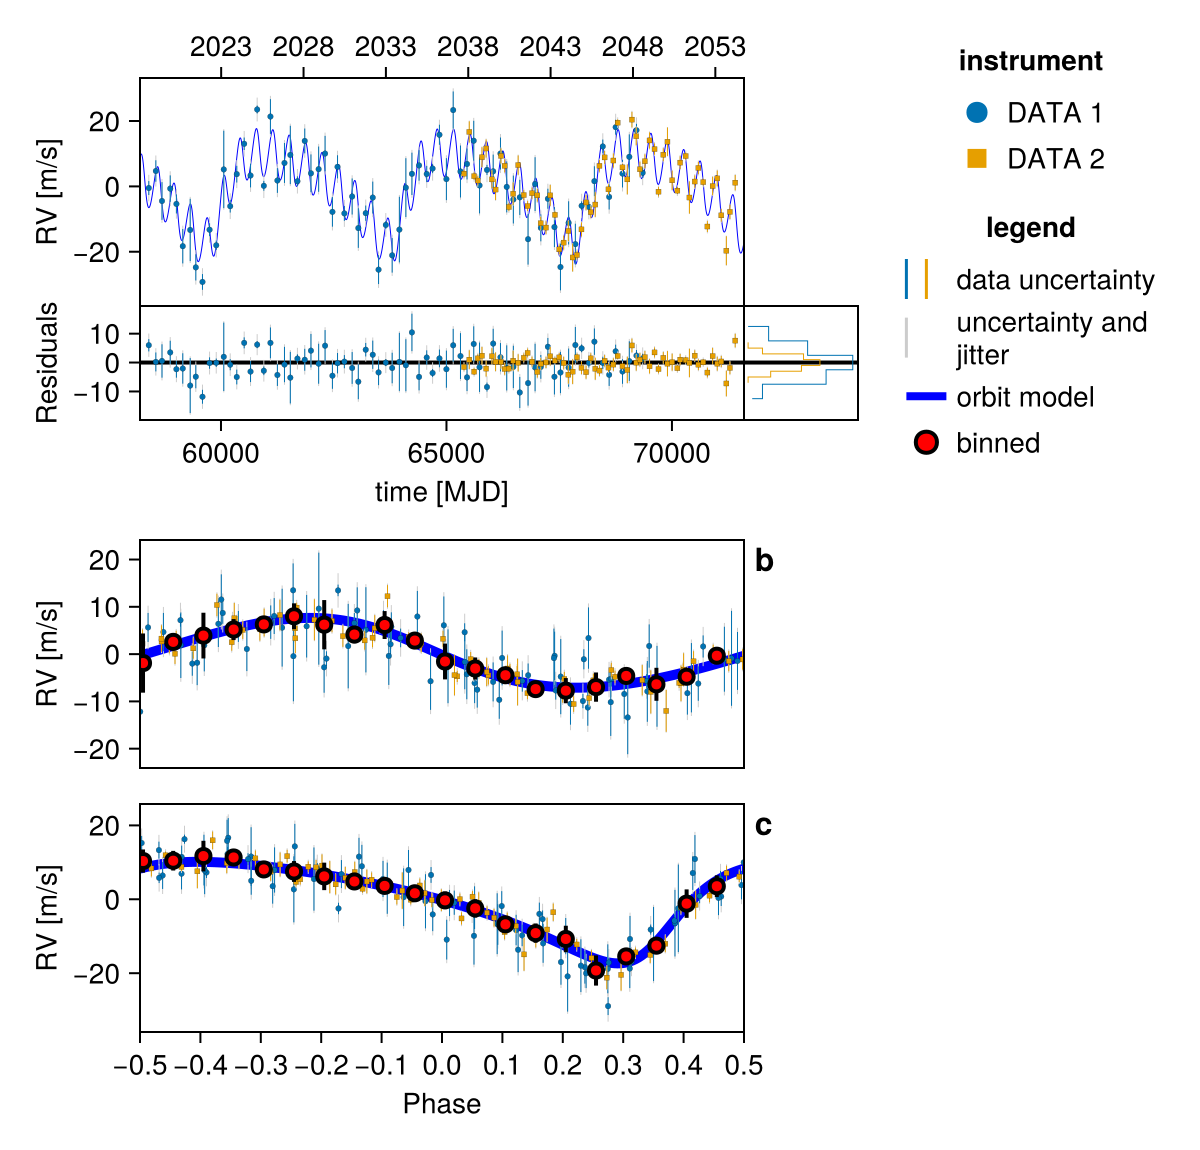 2023 2028 2033 2038 2043 2048 2053
20
0
−20
RV [m/s]
10
0
−10
Residuals
60000 65000 70000
time [MJD]
instrument
DATA 1
DATA 2
legend
data uncertainty
uncertainty and
jitter
orbit model
binned
b
20
10
0
−10
−20
RV [m/s]
c
20
0
−20
RV [m/s]
−0.5 −0.4 −0.3 −0.2 −0.1 0.0 0.1 0.2 0.3 0.4 0.5
Phase